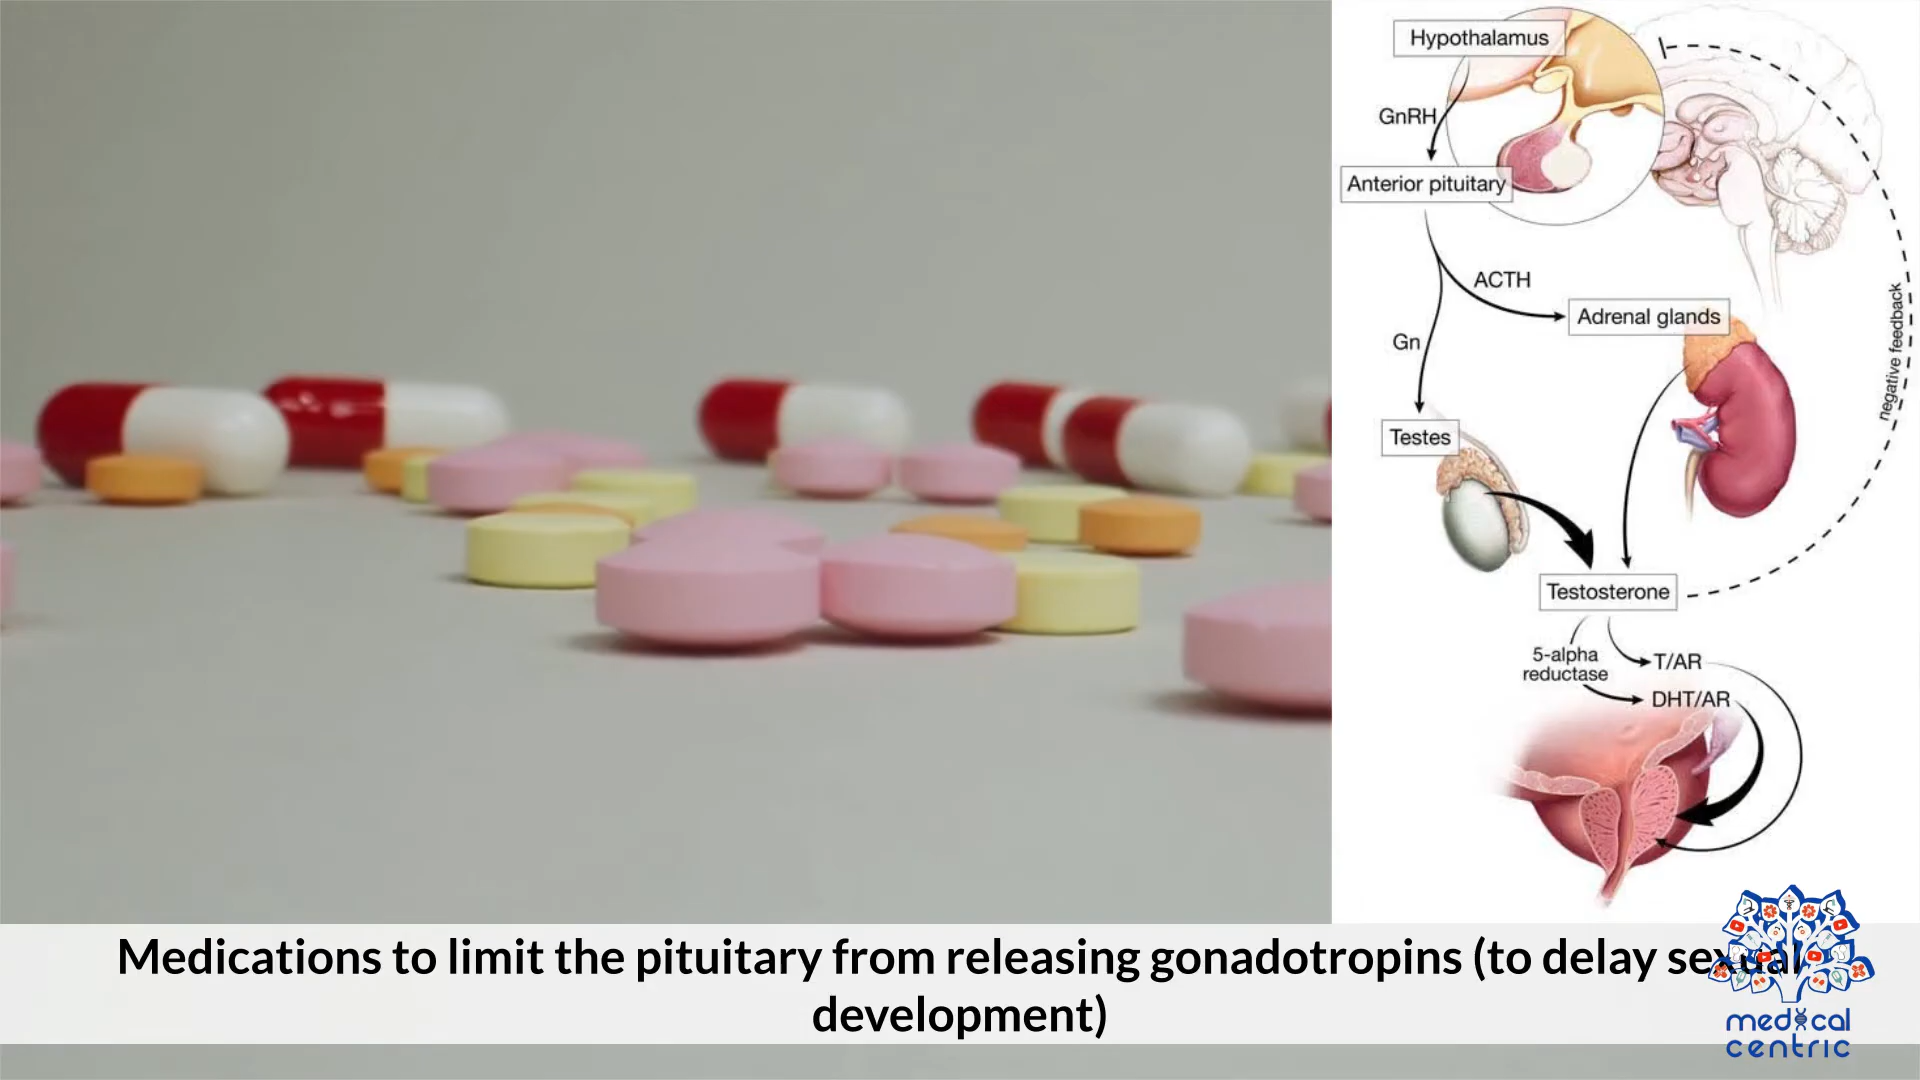 Hypothalamus
GnRH
Anterior pituitary
ACTH
Adrenal glands
Gn
negative feedback
Testes
Testosterone
5-alpha
reductase
T/AR
DHT/AR
Medications to limit the pituitary from releasing gonadotropins (to delay sexual
development)
medical
centric